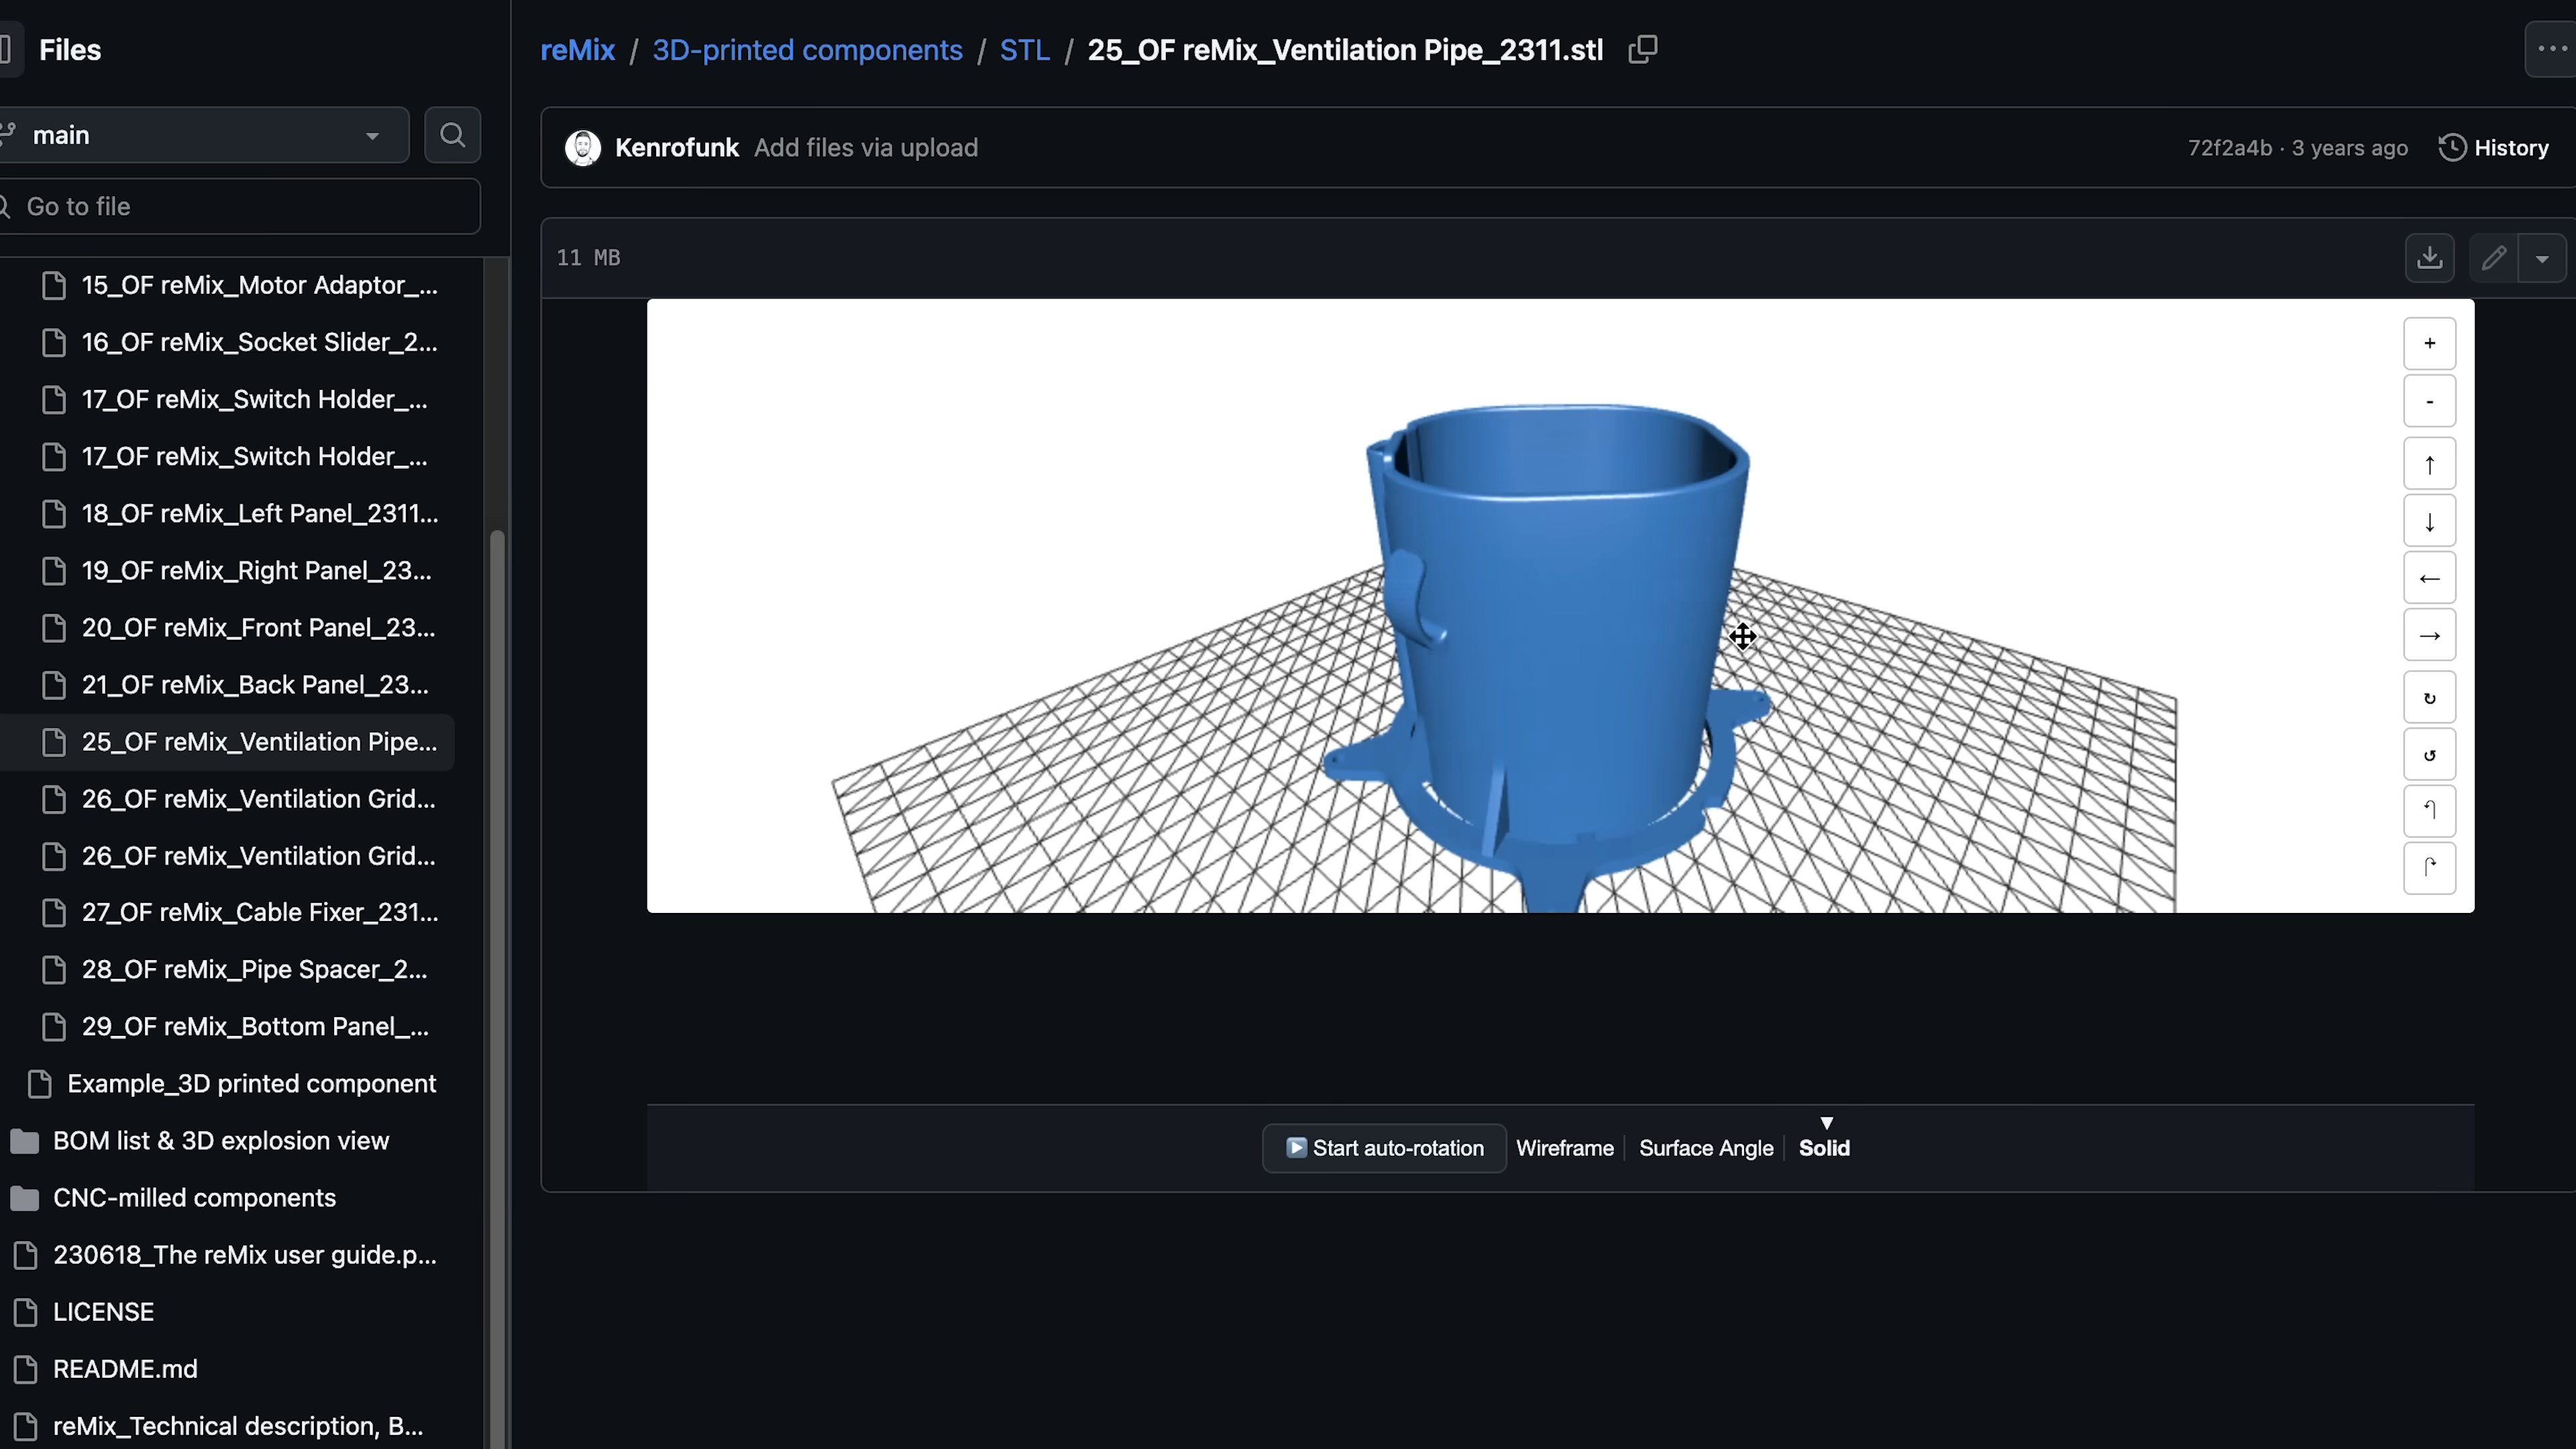 Files
main
Go to file
15_OF reMix_Motor Adaptor_...
16_OF reMix_Socket Slider_2...
17_OF reMix_Switch Holder_...
17_OF reMix_Switch Holder_...
18_OF reMix_Left Panel_2311...
19_OF reMix_Right Panel_23...
20_OF reMix_Front Panel_23...
21_OF reMix_Back Panel_23...
25_OF reMix_Ventilation Pipe...
26_OF reMix_Ventilation Grid...
26_OF reMix_Ventilation Grid...
27_OF reMix_Cable Fixer_231...
28_OF reMix_Pipe Spacer_2...
29_OF reMix_Bottom Panel_...
Example_3D printed component
BOM list & 3D explosion view
CNC-milled components
230618_The reMix user guide.p...
LICENSE
README.md
reMix_Technical description, B...
reMix / 3D-printed components / STL / 25_OF reMix_Ventilation Pipe_2311.stl
Kenrofunk Add files via upload
72f2a4b · 3 years ago
History
11 MB
+
-
↑
↓
←
→
↻
↺
Start auto-rotation
Wireframe
Surface Angle
Solid